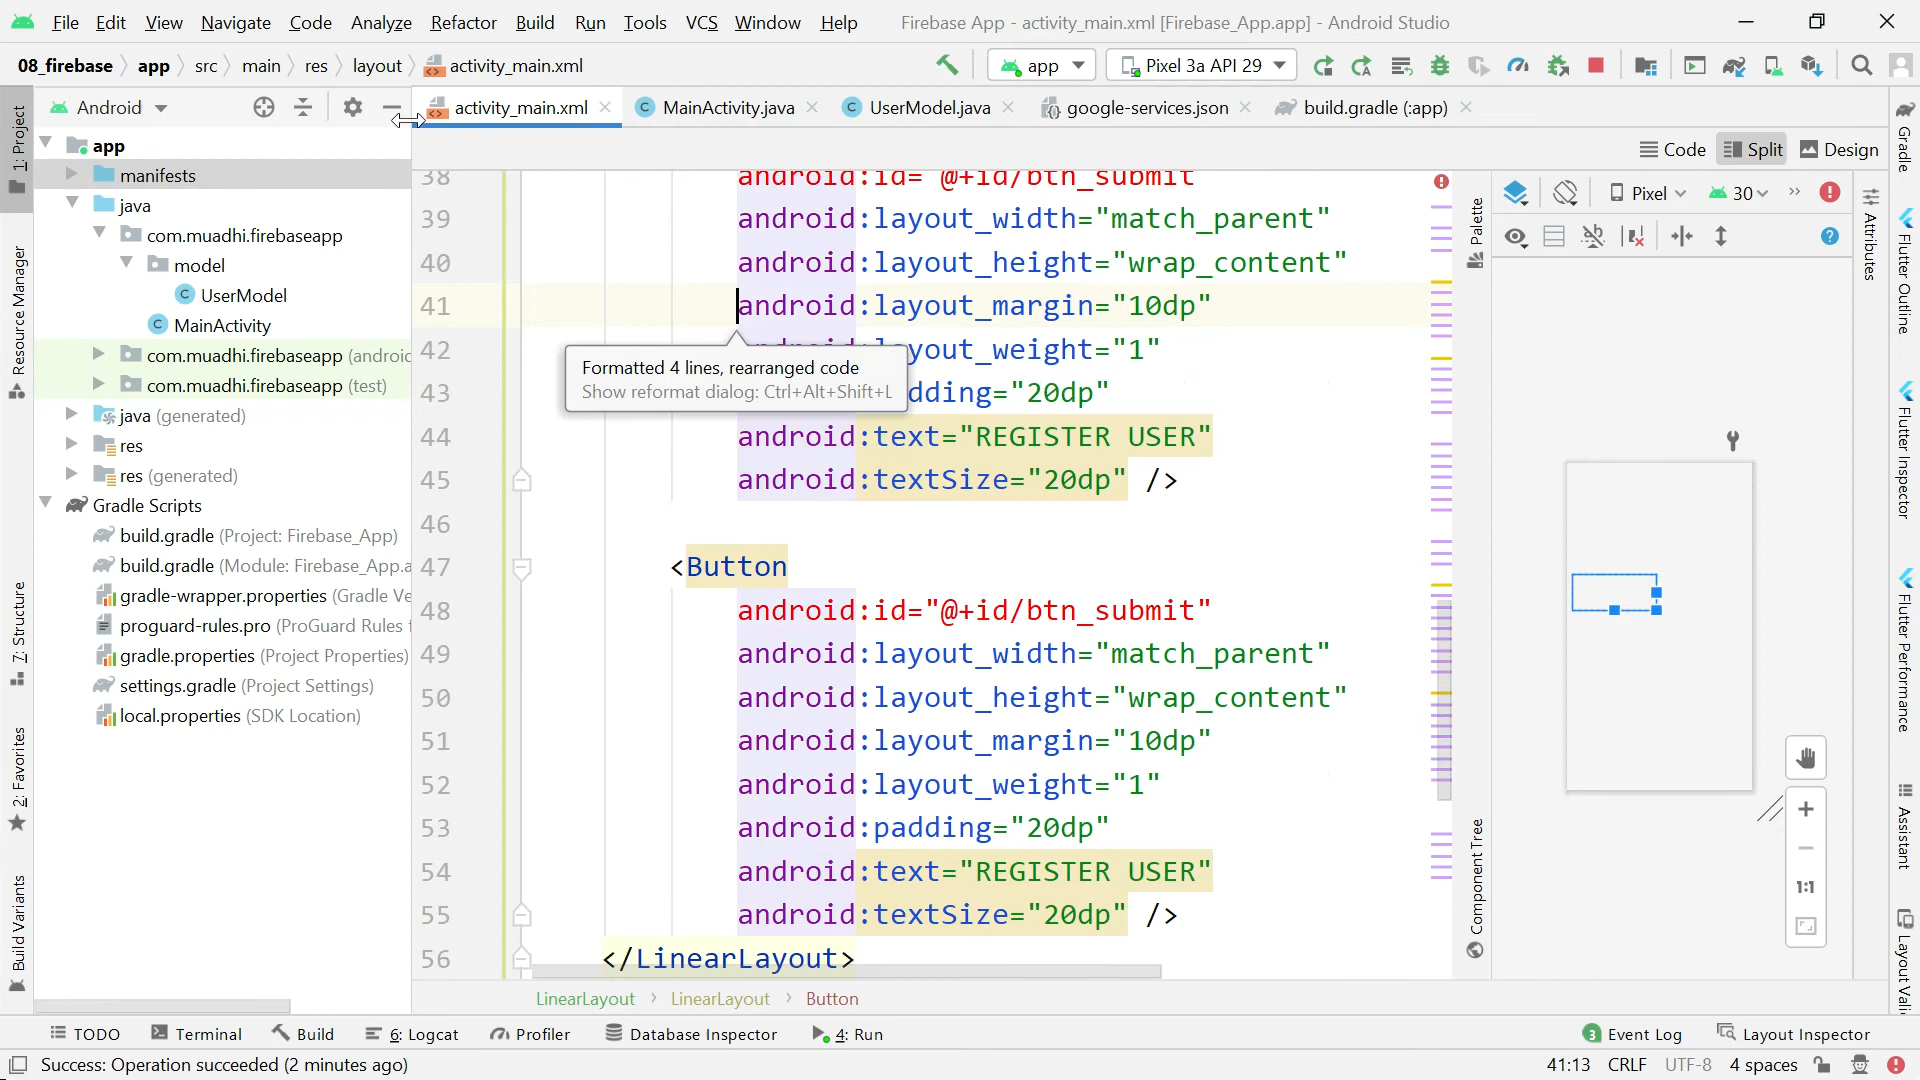 File Edit View Navigate Code Analyze Refactor Build Run Tools VCS Window Help Firebase App - activity_main.xml [Firebase_App.app] - Android Studio
08_firebase app src main res layout activity_main.xml app Pixel 3a API 29
Android activity_main.xml MainActivity.java UserModel.java google-services.json build.gradle (:app)
Code Split Design
1: Project
Resource Manager
7: Structure
2: Favorites
Build Variants
app
manifests
java
com.muadhi.firebaseapp
model
UserModel
MainActivity
com.muadhi.firebaseapp (androic
com.muadhi.firebaseapp (test)
java (generated)
res
res (generated)
Gradle Scripts
build.gradle (Project: Firebase_App)
build.gradle (Module: Firebase_App.a
gradle-wrapper.properties (Gradle Ve
proguard-rules.pro (ProGuard Rules f
gradle.properties (Project Properties)
settings.gradle (Project Settings)
local.properties (SDK Location)
38 android:id="@+id/btn_submit"
39 android:layout_width="match_parent"
40 android:layout_height="wrap_content"
41 android:layout_margin="10dp"
42 yout_weight="1"
Formatted 4 lines, rearranged code
Show reformat dialog: Ctrl+Alt+Shift+L
43 dding="20dp"
44 android:text="REGISTER USER"
45 android:textSize="20dp" />
46
47 <Button
48 android:id="@+id/btn_submit"
49 android:layout_width="match_parent"
50 android:layout_height="wrap_content"
51 android:layout_margin="10dp"
52 android:layout_weight="1"
53 android:padding="20dp"
54 android:text="REGISTER USER"
55 android:textSize="20dp" />
56 </LinearLayout>
LinearLayout LinearLayout Button
Palette
Component Tree
Pixel 30
1:1
Attributes
Gradle
Flutter Outline
Flutter Inspector
Flutter Performance
Assistant
Layout Vali
TODO Terminal Build 6: Logcat Profiler Database Inspector 4: Run 3 Event Log Layout Inspector
Success: Operation succeeded (2 minutes ago) 41:13 CRLF UTF-8 4 spaces